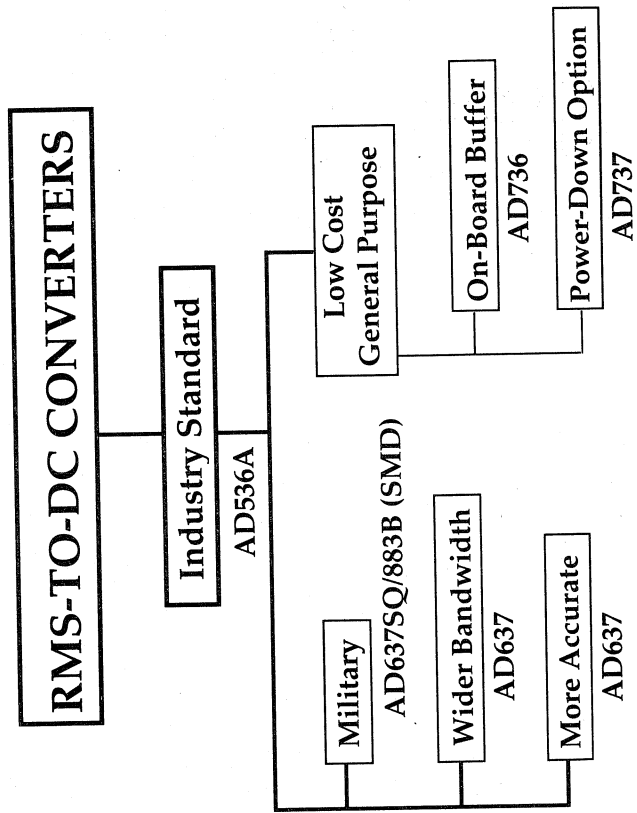 RMS-TO-DC CONVERTERS
Industry Standard
AD536A
Military
AD637SQ/883B (SMD)
Wider Bandwidth
AD637
More Accurate
AD637
Low Cost
General Purpose
On-Board Buffer
AD736
Power-Down Option
AD737